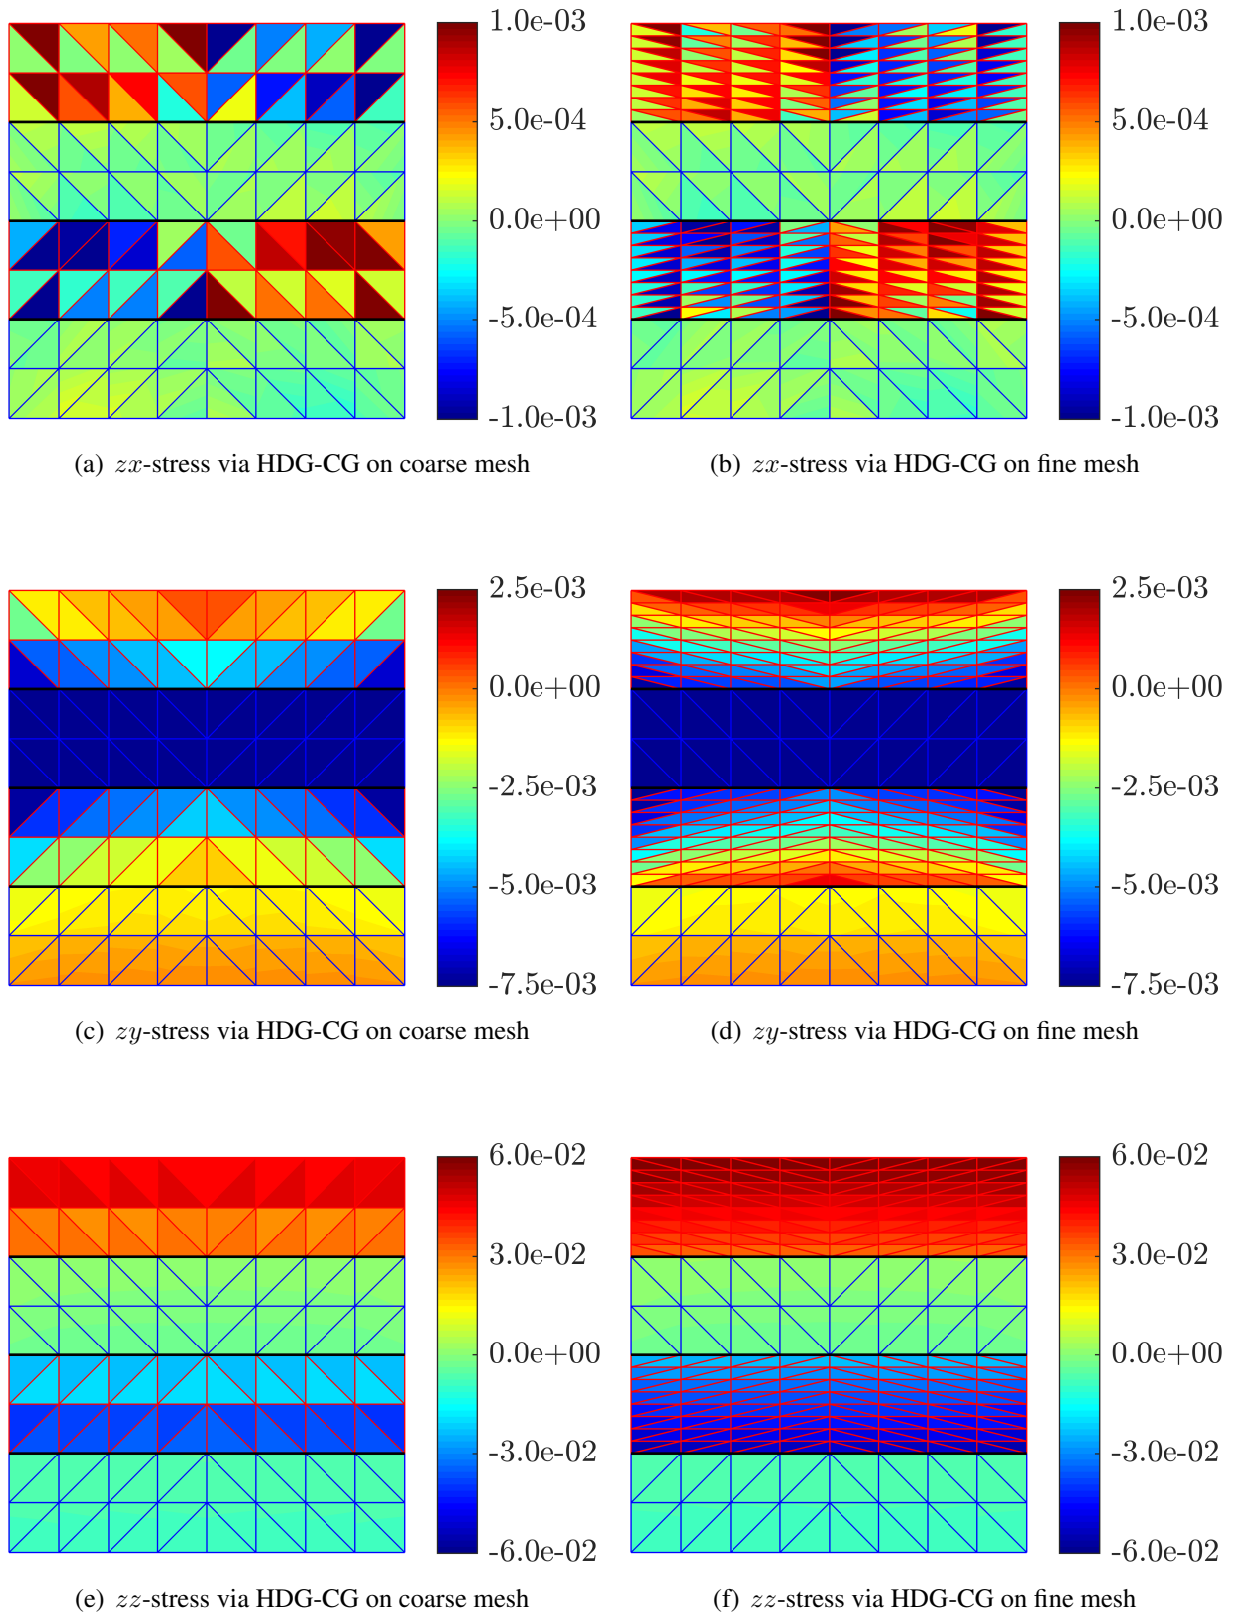 1.0e-03
5.0e-04
0.0e+00
-5.0e-04
-1.0e-03
(a) zx-stress via HDG-CG on coarse mesh
1.0e-03
5.0e-04
0.0e+00
-5.0e-04
-1.0e-03
(b) zx-stress via HDG-CG on fine mesh
2.5e-03
0.0e+00
-2.5e-03
-5.0e-03
-7.5e-03
(c) zy-stress via HDG-CG on coarse mesh
2.5e-03
0.0e+00
-2.5e-03
-5.0e-03
-7.5e-03
(d) zy-stress via HDG-CG on fine mesh
6.0e-02
3.0e-02
0.0e+00
-3.0e-02
-6.0e-02
(e) zz-stress via HDG-CG on coarse mesh
6.0e-02
3.0e-02
0.0e+00
-3.0e-02
-6.0e-02
(f) zz-stress via HDG-CG on fine mesh